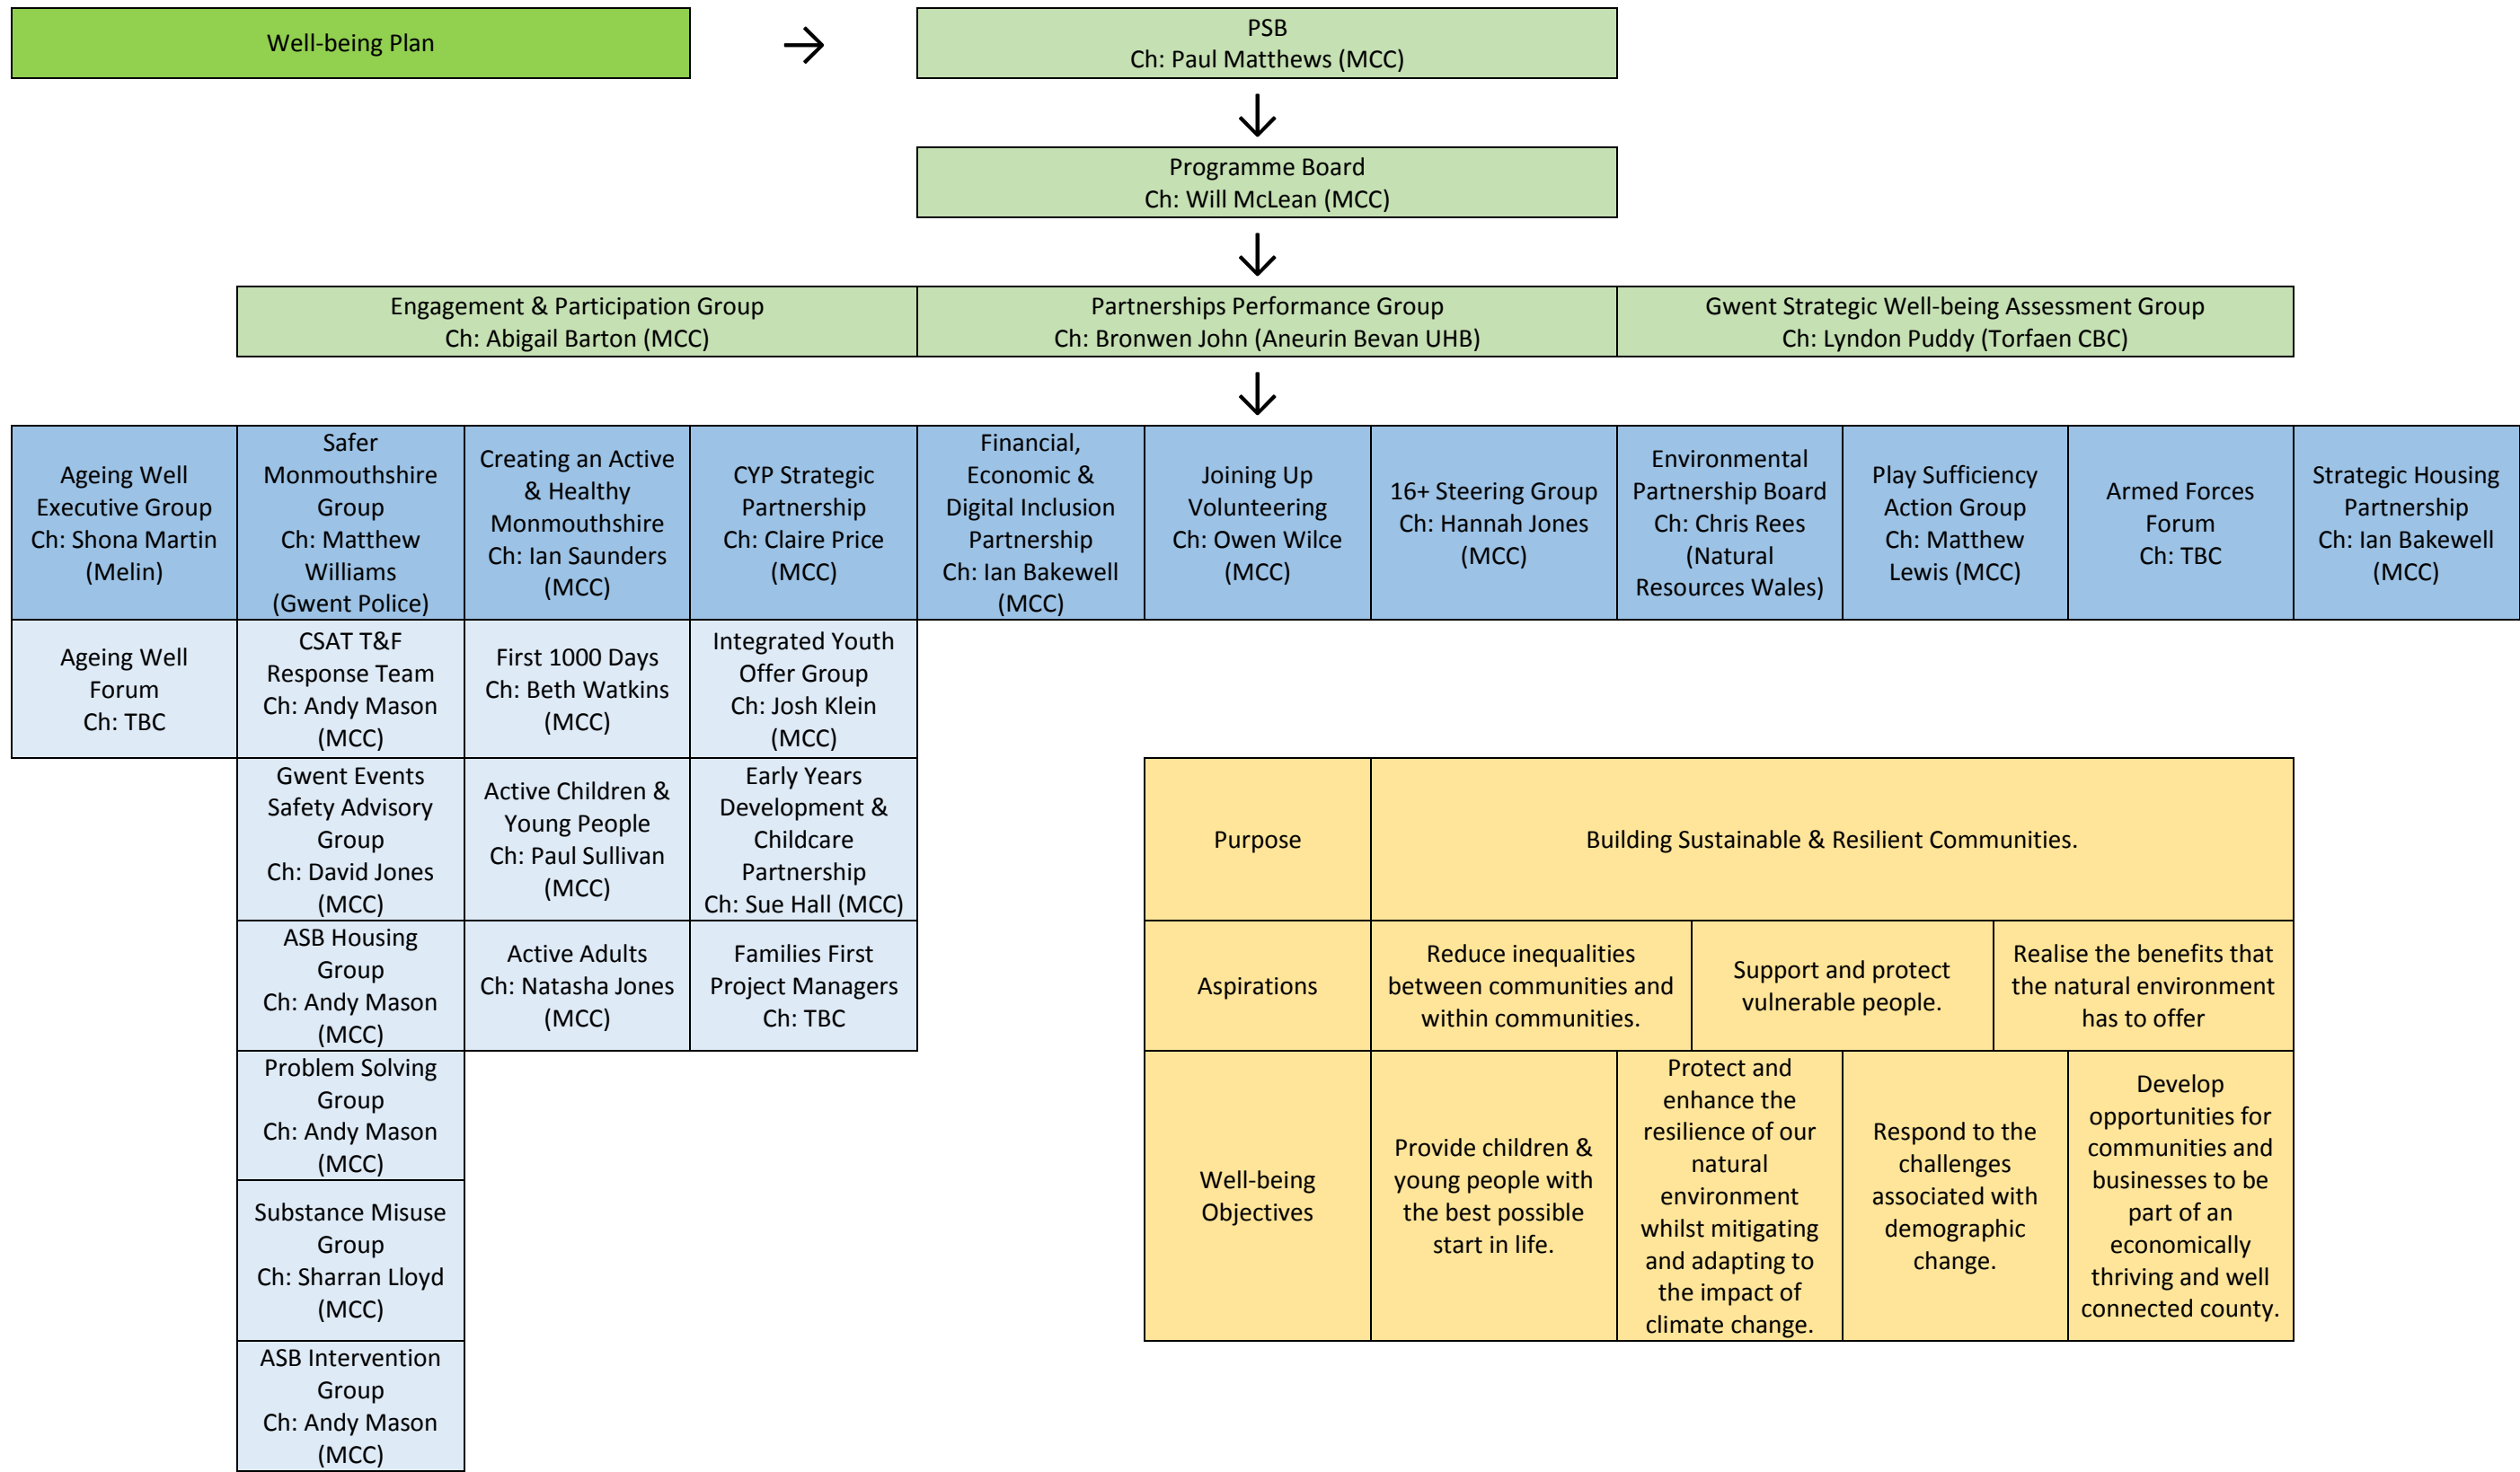 Well-being Plan
PSB
Ch: Paul Matthews (MCC)
Programme Board
Ch: Will McLean (MCC)
Engagement & Participation Group
Ch: Abigail Barton (MCC)
Partnerships Performance Group
Ch: Bronwen John (Aneurin Bevan UHB)
Gwent Strategic Well-being Assessment Group
Ch: Lyndon Puddy (Torfaen CBC)
Ageing Well
Executive Group
Ch: Shona Martin
(Melin)
Safer
Monmouthshire
Group
Ch: Matthew
Williams
(Gwent Police)
Creating an Active
& Healthy
Monmouthshire
Ch: Ian Saunders
(MCC)
CYP Strategic
Partnership
Ch: Claire Price
(MCC)
Financial,
Economic &
Digital Inclusion
Partnership
Ch: Ian Bakewell
(MCC)
Joining Up
Volunteering
Ch: Owen Wilce
(MCC)
16+ Steering Group
Ch: Hannah Jones
(MCC)
Environmental
Partnership Board
Ch: Chris Rees
(Natural
Resources Wales)
Play Sufficiency
Action Group
Ch: Matthew
Lewis (MCC)
Armed Forces
Forum
Ch: TBC
Strategic Housing
Partnership
Ch: Ian Bakewell
(MCC)
Ageing Well
Forum
Ch: TBC
CSAT T&F
Response Team
Ch: Andy Mason
(MCC)
First 1000 Days
Ch: Beth Watkins
(MCC)
Integrated Youth
Offer Group
Ch: Josh Klein
(MCC)
Gwent Events
Safety Advisory
Group
Ch: David Jones
(MCC)
Active Children &
Young People
Ch: Paul Sullivan
(MCC)
Early Years
Development &
Childcare
Partnership
Ch: Sue Hall (MCC)
ASB Housing
Group
Ch: Andy Mason
(MCC)
Active Adults
Ch: Natasha Jones
(MCC)
Families First
Project Managers
Ch: TBC
Problem Solving
Group
Ch: Andy Mason
(MCC)
Substance Misuse
Group
Ch: Sharran Lloyd
(MCC)
ASB Intervention
Group
Ch: Andy Mason
(MCC)
Purpose
Building Sustainable & Resilient Communities.
Aspirations
Reduce inequalities
between communities and
within communities.
Support and protect
vulnerable people.
Realise the benefits that
the natural environment
has to offer
Well-being
Objectives
Provide children &
young people with
the best possible
start in life.
Protect and
enhance the
resilience of our
natural
environment
whilst mitigating
and adapting to
the impact of
climate change.
Respond to the
challenges
associated with
demographic
change.
Develop
opportunities for
communities and
businesses to be
part of an
economically
thriving and well
connected county.